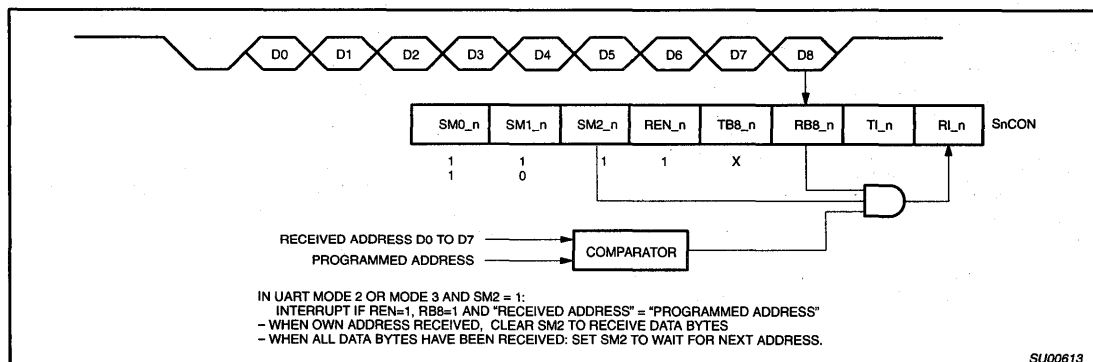 D0 D1 D2 D3 D4 D5 D6 D7 D8
SM0_n SM1_n SM2_n REN_n TB8_n RB8_n TI_n RI_n SnCON
1 1 1 1 X
1 0
RECEIVED ADDRESS D0 TO D7
PROGRAMMED ADDRESS
COMPARATOR
IN UART MODE 2 OR MODE 3 AND SM2 = 1:
INTERRUPT IF REN=1, RB8=1 AND "RECEIVED ADDRESS" = "PROGRAMMED ADDRESS"
– WHEN OWN ADDRESS RECEIVED, CLEAR SM2 TO RECEIVE DATA BYTES
– WHEN ALL DATA BYTES HAVE BEEN RECEIVED: SET SM2 TO WAIT FOR NEXT ADDRESS.
SU00613